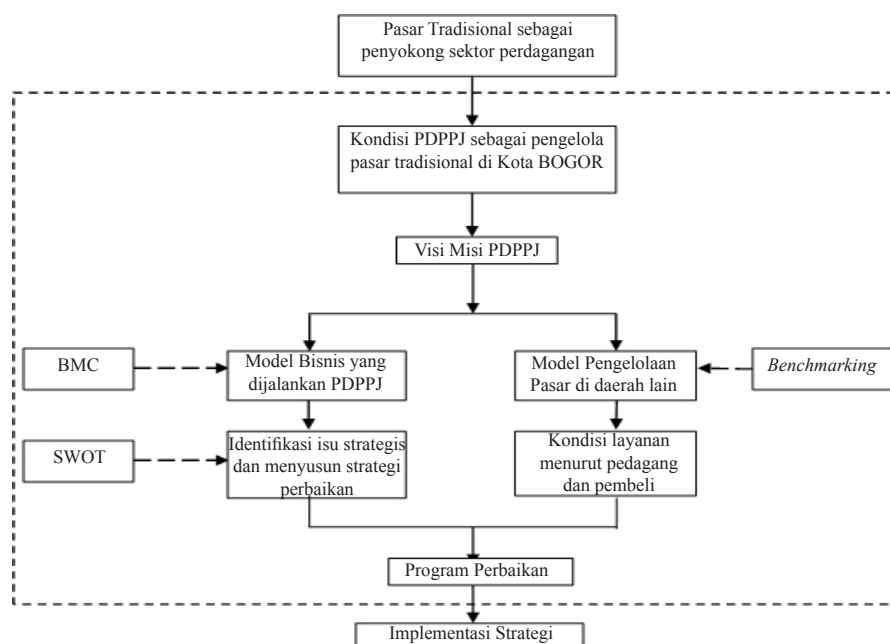 Pasar Tradisional sebagai
penyokong sektor perdagangan
Kondisi PDPPJ sebagai pengelola
pasar tradisional di Kota BOGOR
Visi Misi PDPPJ
BMC
Model Bisnis yang
dijalankan PDPPJ
Model Pengelolaan
Pasar di daerah lain
Benchmarking
SWOT
Identifikasi isu strategis
dan menyusun strategi
perbaikan
Kondisi layanan
menurut pedagang
dan pembeli
Program Perbaikan
Implementasi Strategi